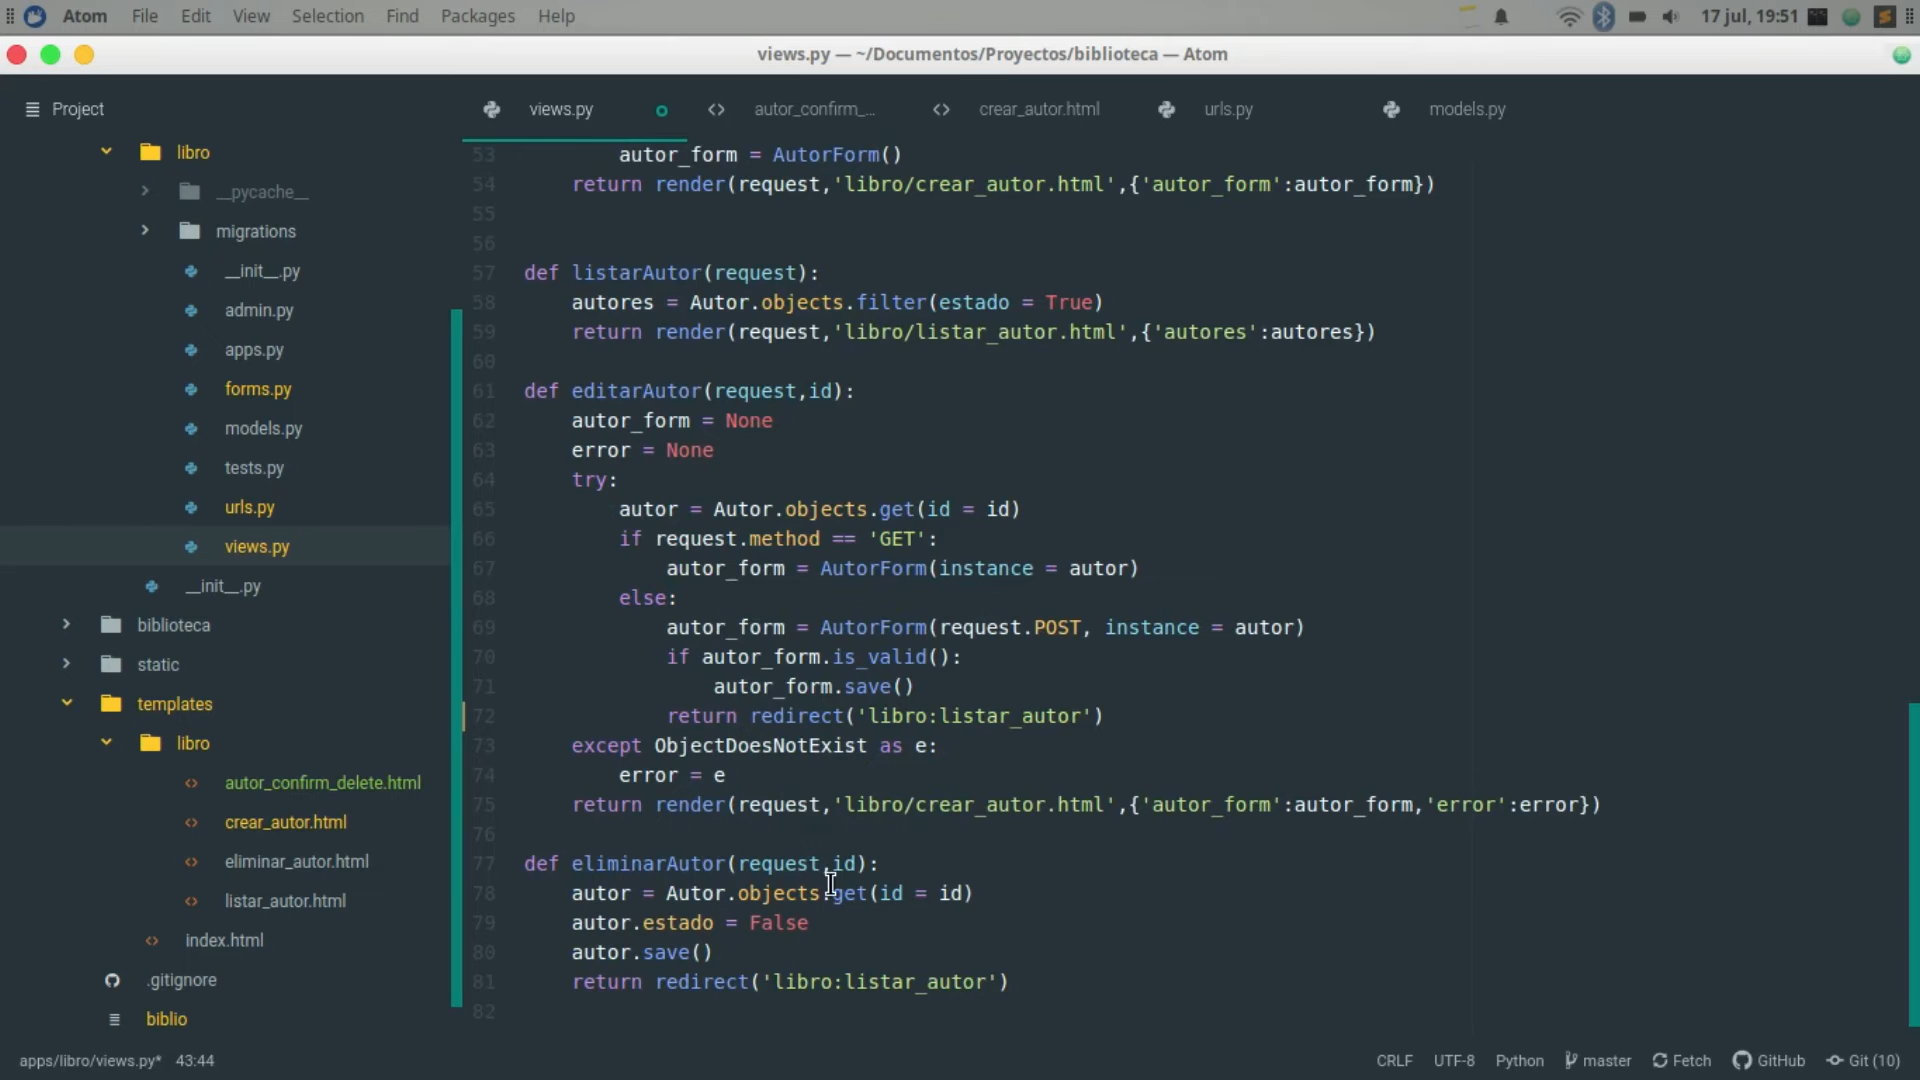 Atom File Edit View Selection Find Packages Help 17 jul, 19:51
views.py — ~/Documentos/Proyectos/biblioteca — Atom
Project
libro
__pycache__
migrations
__init__.py
admin.py
apps.py
forms.py
models.py
tests.py
urls.py
views.py
__init__.py
biblioteca
static
templates
libro
autor_confirm_delete.html
crear_autor.html
eliminar_autor.html
listar_autor.html
index.html
.gitignore
biblio
views.py autor_confirm_... crear_autor.html urls.py models.py
53 autor_form = AutorForm()
54 return render(request,'libro/crear_autor.html',{'autor_form':autor_form})
55
56
57 def listarAutor(request):
58 autores = Autor.objects.filter(estado = True)
59 return render(request,'libro/listar_autor.html',{'autores':autores})
60
61 def editarAutor(request,id):
62 autor_form = None
63 error = None
64 try:
65 autor = Autor.objects.get(id = id)
66 if request.method == 'GET':
67 autor_form = AutorForm(instance = autor)
68 else:
69 autor_form = AutorForm(request.POST, instance = autor)
70 if autor_form.is_valid():
71 autor_form.save()
72 return redirect('libro:listar_autor')
73 except ObjectDoesNotExist as e:
74 error = e
75 return render(request,'libro/crear_autor.html',{'autor_form':autor_form,'error':error})
76
77 def eliminarAutor(request,id):
78 autor = Autor.objects.get(id = id)
79 autor.estado = False
80 autor.save()
81 return redirect('libro:listar_autor')
82
apps/libro/views.py* 43:44 CRLF UTF-8 Python master Fetch GitHub Git (10)